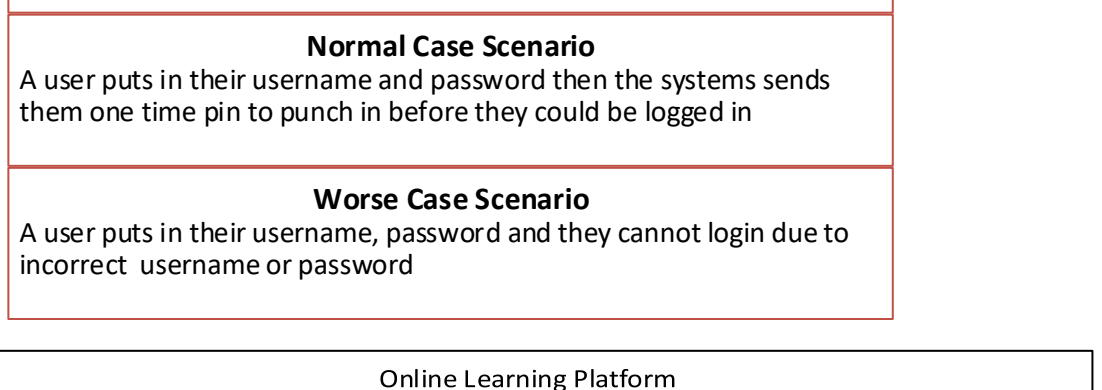 Normal Case Scenario
A user puts in their username and password then the systems sends
them one time pin to punch in before they could be logged in
Worse Case Scenario
A user puts in their username, password and they cannot login due to
incorrect  username or password
Online Learning Platform